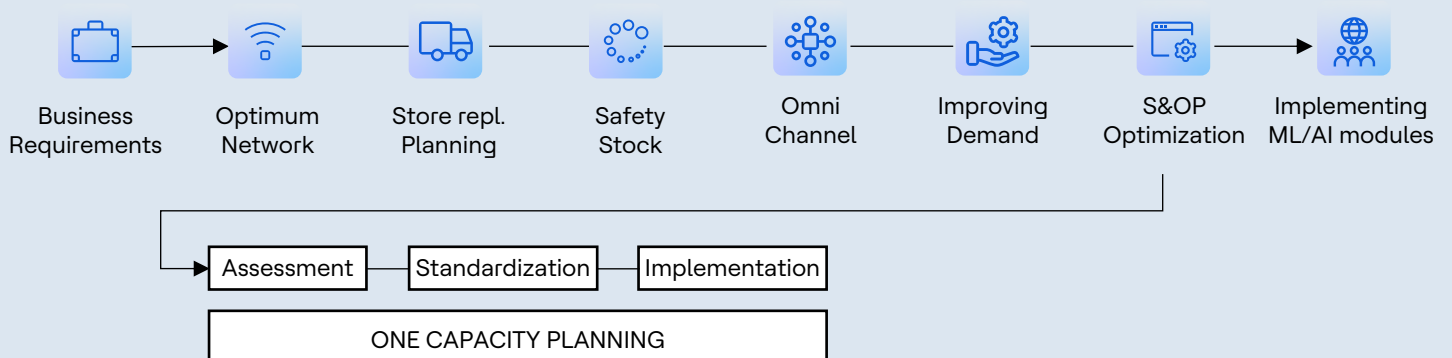 Business
Requirements
Optimum
Network
Store repl.
Planning
Safety
Stock
Omni
Channel
Improving
Demand
S&OP
Optimization
Implementing
ML/AI modules
Assessment
Standardization
Implementation
ONE CAPACITY PLANNING